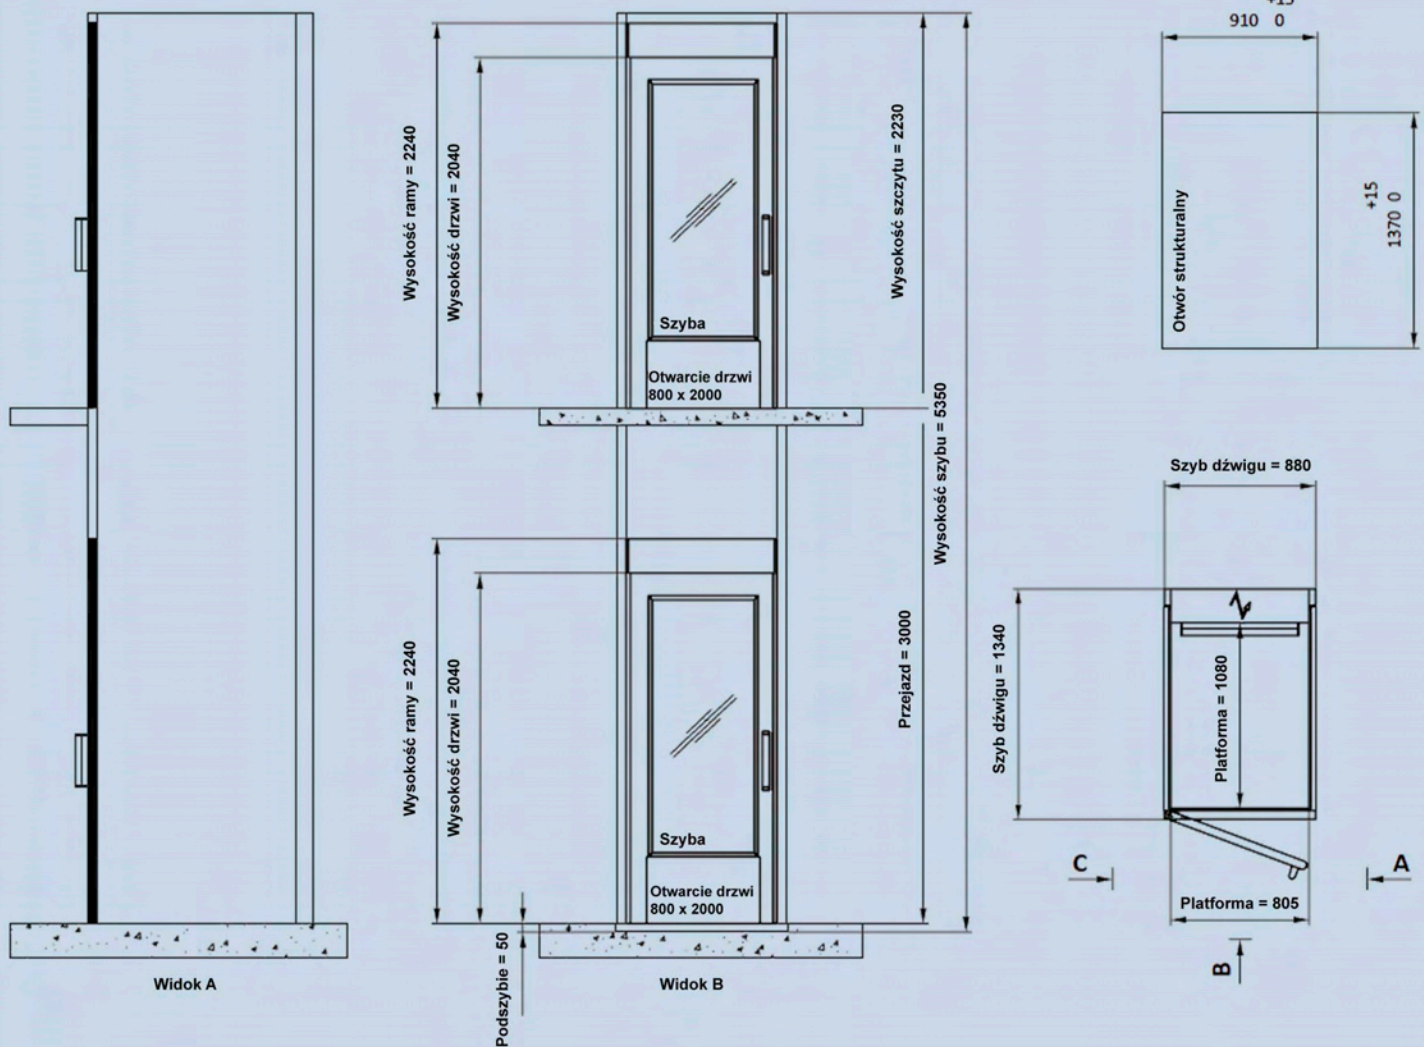 +15
910 0
Wysokość ramy = 2240
Wysokość drzwi = 2040
Szyba
Otwarcie drzwi
800 x 2000
Wysokość szczytu = 2230
Wysokość szybu = 5350
Otwór strukturalny
+15
1370 0
Wysokość ramy = 2240
Wysokość drzwi = 2040
Szyba
Otwarcie drzwi
800 x 2000
Przejazd = 3000
Podszybie = 50
Szyb dźwigu = 880
Szyb dźwigu = 1340
Platforma = 1080
C
A
Platforma = 805
B
Widok A
Widok B